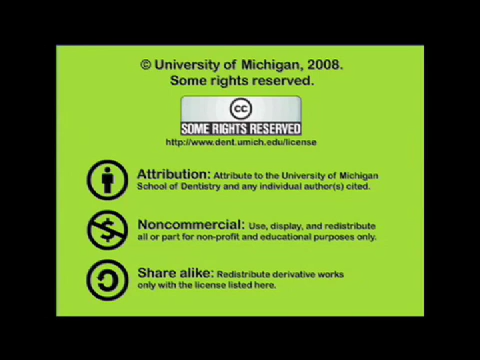 © University of Michigan, 2008.
Some rights reserved.
cc
SOME RIGHTS RESERVED
http://www.dent.umich.edu/license
Attribution: Attribute to the University of Michigan
School of Dentistry and any individual author(s) cited.
$
Noncommercial: Use, display, and redistribute
all or part for non-profit and educational purposes only.
Share alike: Redistribute derivative works
only with the license listed here.